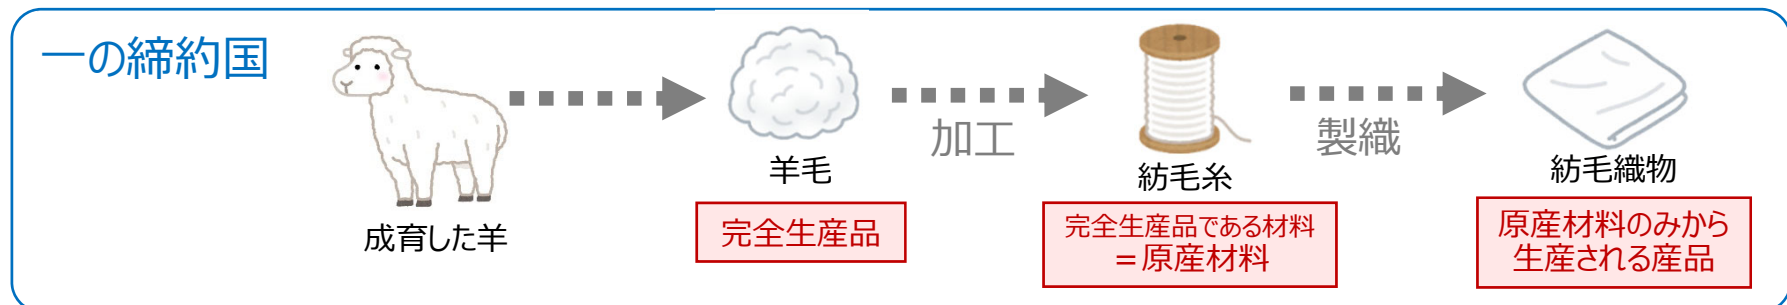 一の締約国
成育した羊
羊毛
完全生産品
加工
紡毛糸
完全生産品である材料
=原産材料
製織
紡毛織物
原産材料のみから
生産される産品